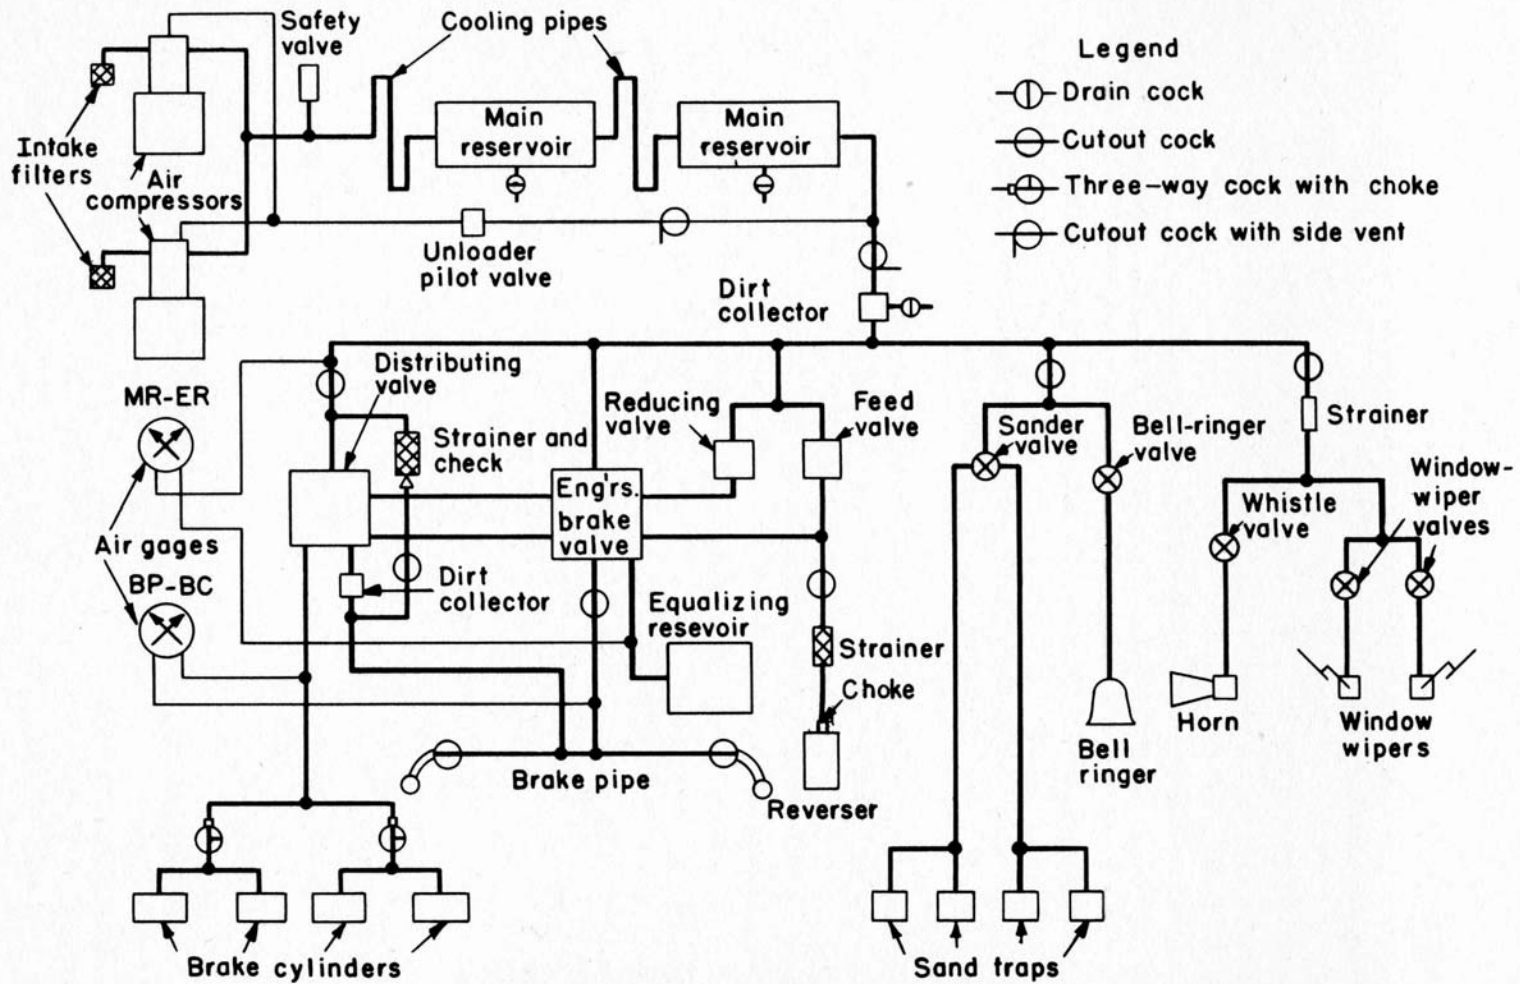 Safety
valve
Cooling pipes
Legend
Drain cock
Cutout cock
Three-way cock with choke
Cutout cock with side vent
Intake
filters
Air
compressors
Main
reservoir
Main
reservoir
Unloader
pilot valve
Dirt
collector
MR-ER
Distributing
valve
Strainer and
check
Reducing
valve
Feed
valve
Sander
valve
Bell-ringer
valve
Strainer
Window-
wiper
valves
Whistle
valve
Eng'rs.
brake
valve
Air gages
BP-BC
Dirt
collector
Equalizing
resevoir
Strainer
Choke
Reverser
Brake pipe
Bell
ringer
Horn
Window
wipers
Brake cylinders
Sand traps